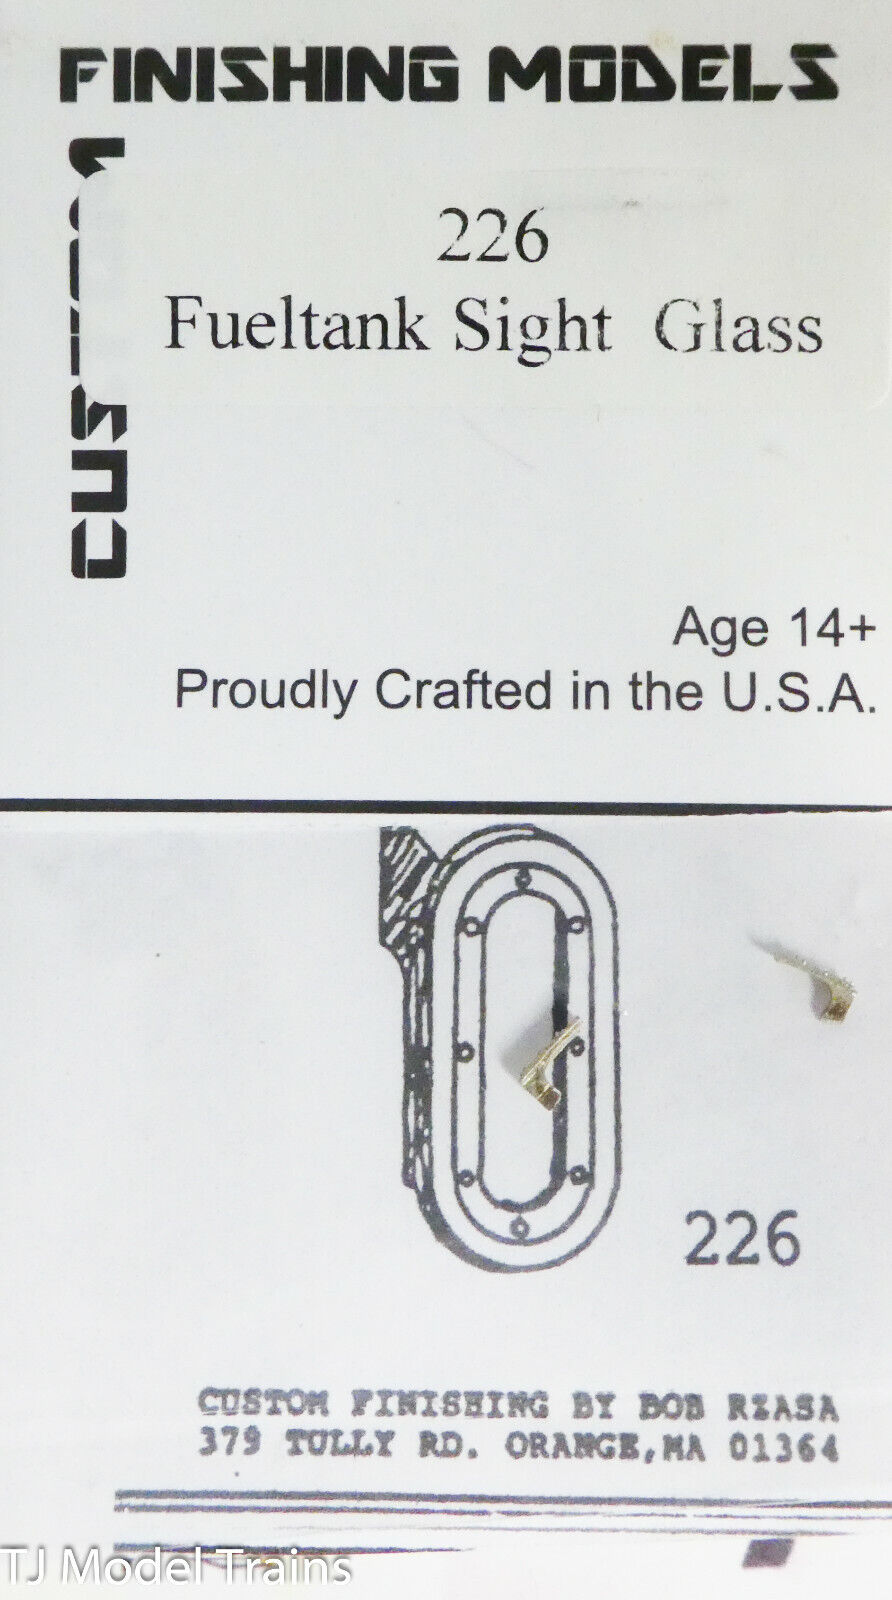 FINISHING MODELS
CUSTOM
226
Fueltank Sight Glass
Age 14+
Proudly Crafted in the U.S.A.
226
CUSTOM FINISHING BY BOB RZASA
379 TULLY RD. ORANGE, MA 01364
TJ Model Trains